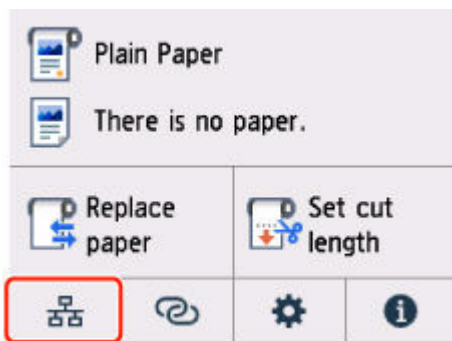 Plain Paper
There is no paper.
Replace
paper
Set cut
length